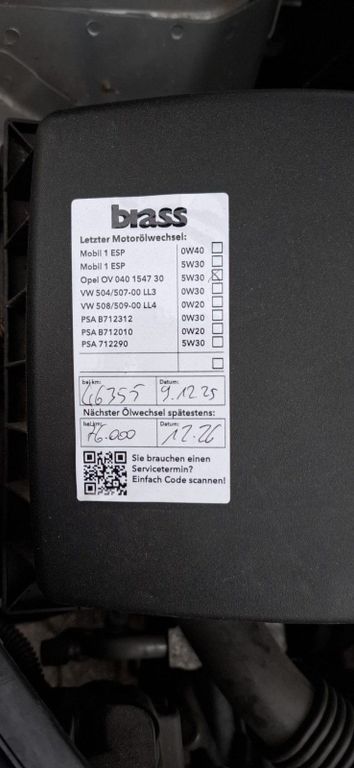 brass
Letzter Motorölwechsel:
Mobil 1 ESP 0W40
Mobil 1 ESP 5W30
Opel OV 040 1547 30 5W30
VW 504/507-00 LL3 0W30
VW 508/509-00 LL4 0W20
PSA B712312 0W30
PSA B712010 0W20
PSA 712290 5W30
bei km: Datum:
46355 9.12.25
Nächster Ölwechsel spätestens:
bei km: Datum:
76.000 12.26
Sie brauchen einen
Servicetermin?
Einfach Code scannen!